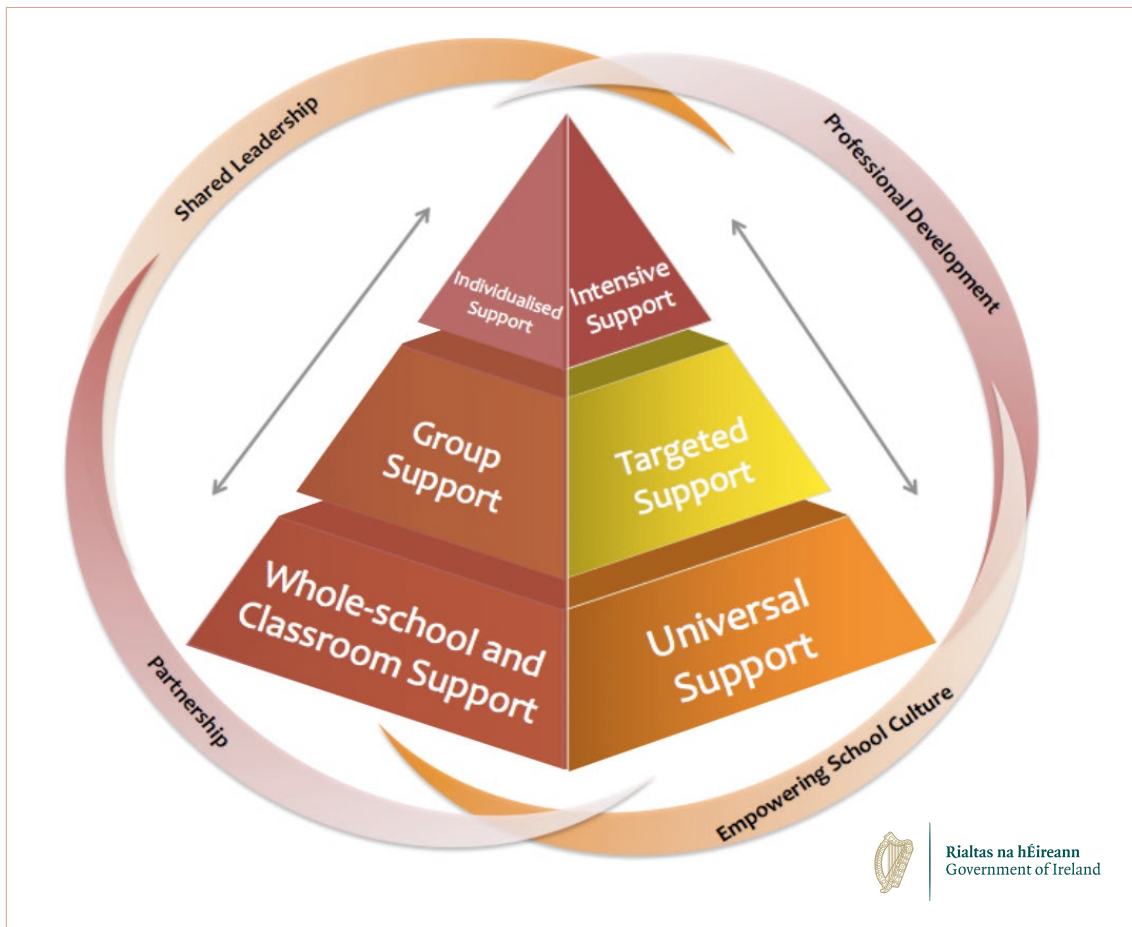 Shared Leadership
Professional Development
Individualised
Support
Intensive
Support
Group
Support
Targeted
Support
Whole-school and
Classroom Support
Universal
Support
Partnership
Empowering School Culture
Rialtas na hÉireann
Government of Ireland